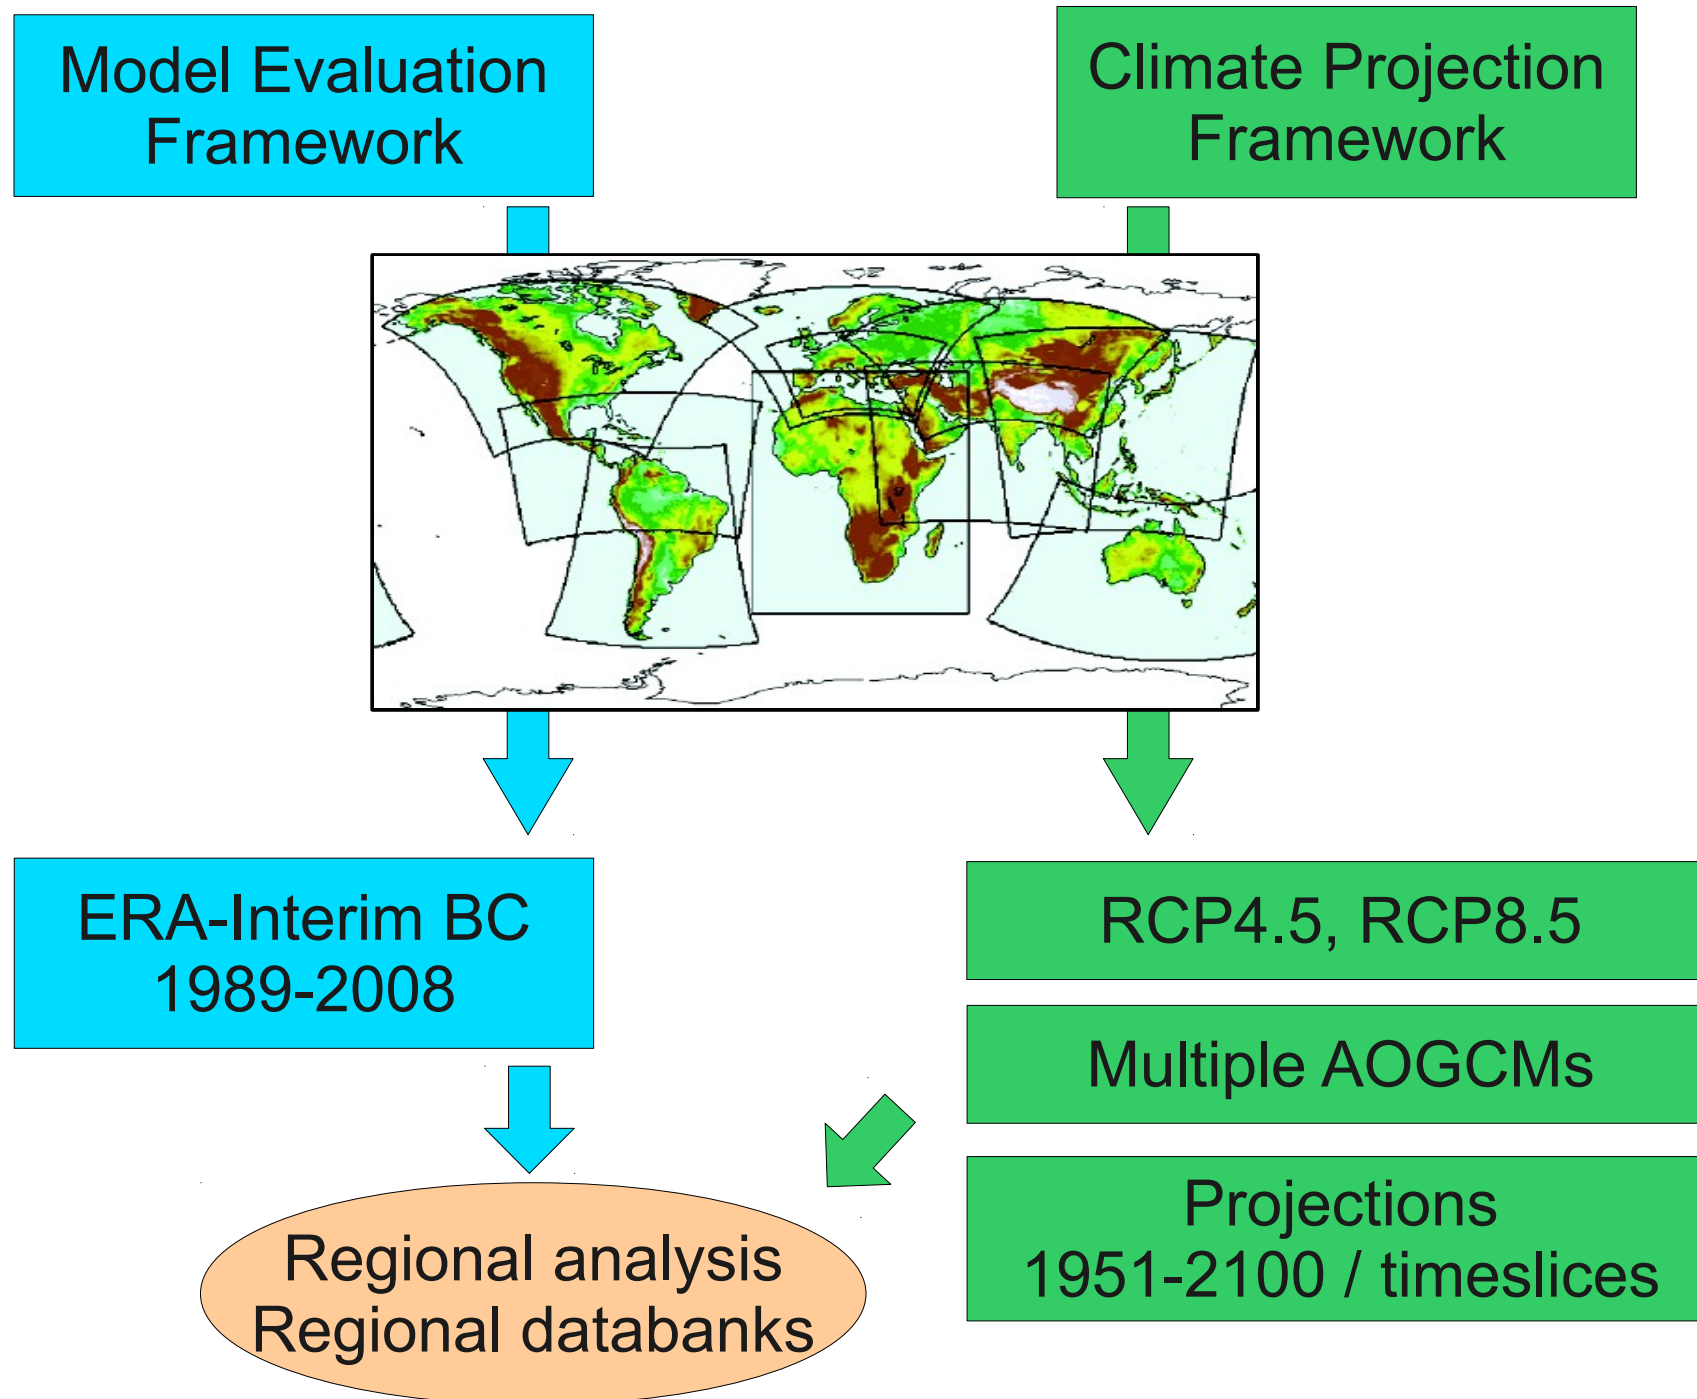 Model Evaluation
Framework
Climate Projection
Framework
ERA-Interim BC
1989-2008
RCP4.5, RCP8.5
Multiple AOGCMs
Projections
1951-2100 / timeslices
Regional analysis
Regional databanks